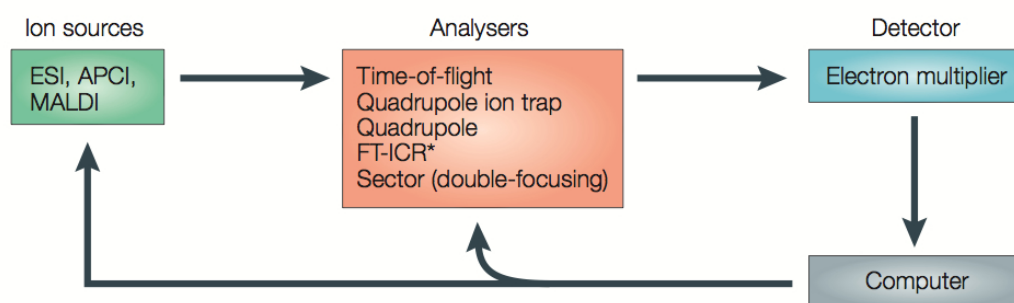 Ion sources
ESI, APCI,
MALDI
Analysers
Time-of-flight
Quadrupole ion trap
Quadrupole
FT-ICR*
Sector (double-focusing)
Detector
Electron multiplier
Computer